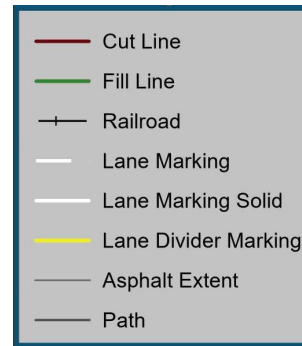 Cut Line
Fill Line
Railroad
Lane Marking
Lane Marking Solid
Lane Divider Marking
Asphalt Extent
Path